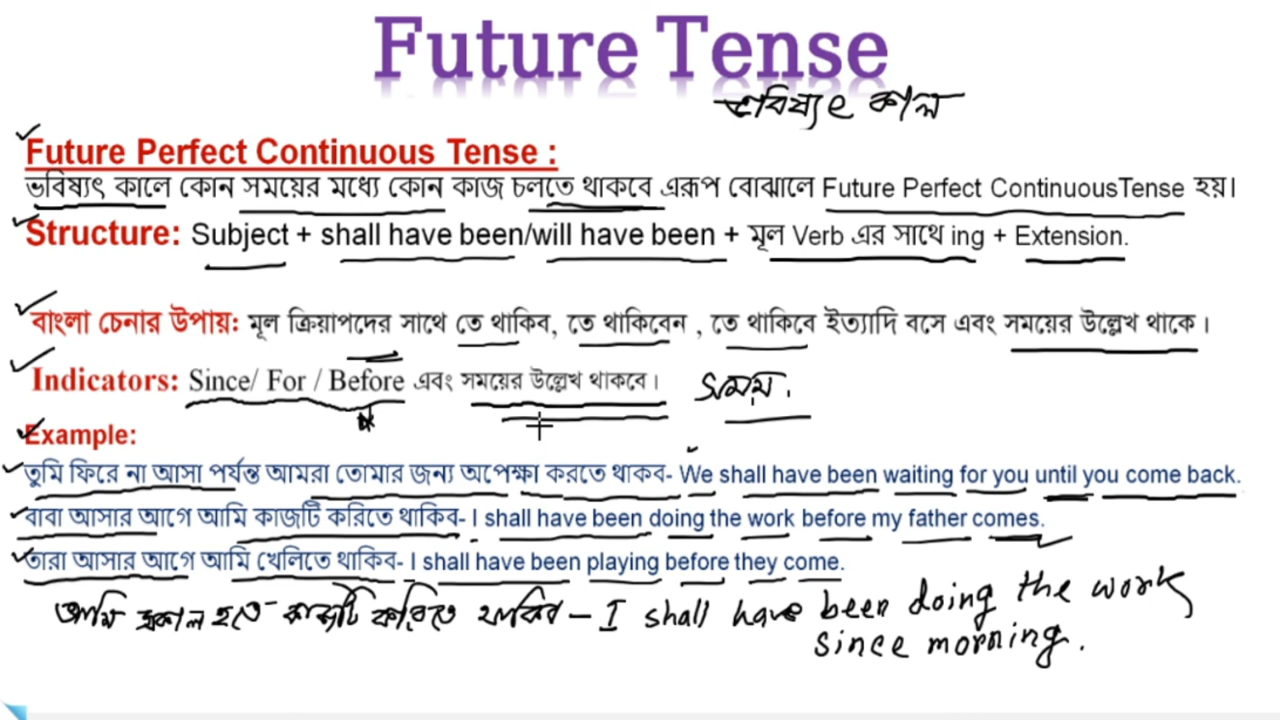 Future Tense
ভবিষ্যৎ কাল
Future Perfect Continuous Tense :
ভবিষ্যৎ কালে কোন সময়ের মধ্যে কোন কাজ চলতে থাকবে এরূপ বোঝালে Future Perfect ContinuousTense হয়।
Structure: Subject + shall have been/will have been + মূল Verb এর সাথে ing + Extension.
বাংলা চেনার উপায়: মূল ক্রিয়াপদের সাথে তে থাকিব, তে থাকিবেন , তে থাকিবে ইত্যাদি বসে এবং সময়ের উল্লেখ থাকে।
Indicators: Since/ For / Before এবং সময়ের উল্লেখ থাকবে। সময়.
Example:
তুমি ফিরে না আসা পর্যন্ত আমরা তোমার জন্য অপেক্ষা করতে থাকব- We shall have been waiting for you until you come back.
বাবা আসার আগে আমি কাজটি করিতে থাকিব- I shall have been doing the work before my father comes.
তারা আসার আগে আমি খেলিতে থাকিব- I shall have been playing before they come.
আমি সকাল হতে কাজটি করিতে থাকিব – I shall have been doing the work
since morning.